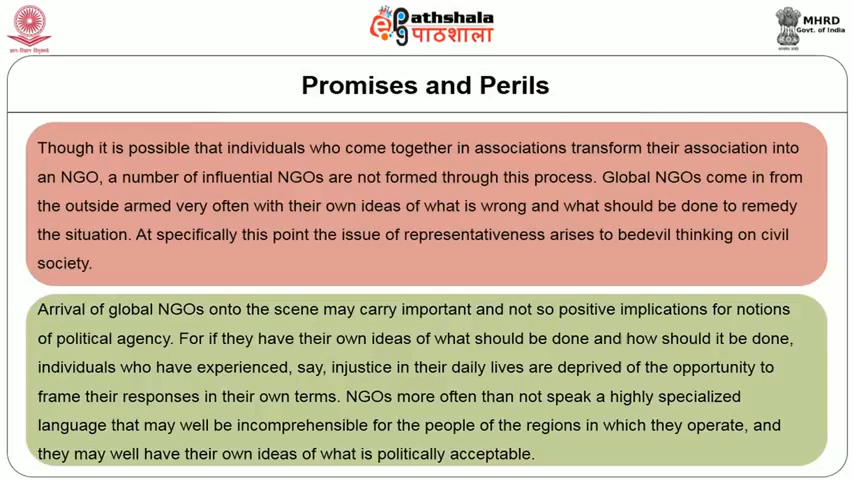 ePathshala
पाठशाला
MHRD
Govt. of India
Promises and Perils
Though it is possible that individuals who come together in associations transform their association into
an NGO, a number of influential NGOs are not formed through this process. Global NGOs come in from
the outside armed very often with their own ideas of what is wrong and what should be done to remedy
the situation. At specifically this point the issue of representativeness arises to bedevil thinking on civil
society.
Arrival of global NGOs onto the scene may carry important and not so positive implications for notions
of political agency. For if they have their own ideas of what should be done and how should it be done,
individuals who have experienced, say, injustice in their daily lives are deprived of the opportunity to
frame their responses in their own terms. NGOs more often than not speak a highly specialized
language that may well be incomprehensible for the people of the regions in which they operate, and
they may well have their own ideas of what is politically acceptable.